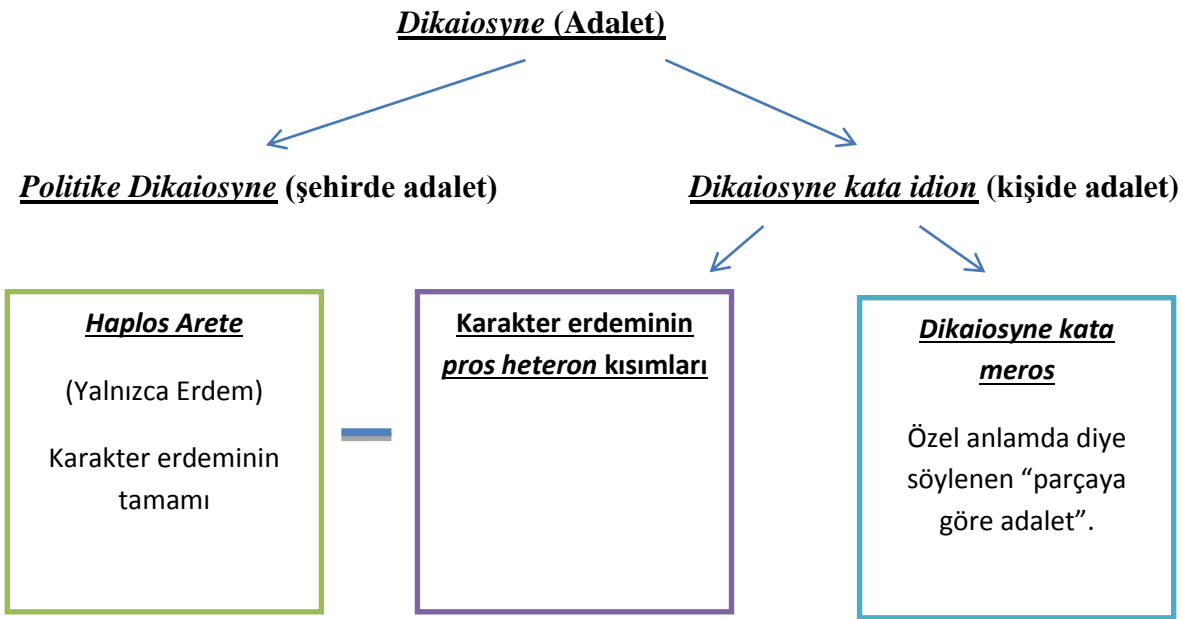 Dikaiosyne (Adalet)
Politike Dikaiosyne (şehirde adalet)
Dikaiosyne kata idion (kişide adalet)
Haplos Arete
(Yalnızca Erdem)
Karakter erdeminin
tamamı
Karakter erdeminin
pros heteron kısımları
Dikaiosyne kata
meros
Özel anlamda diye
söylenen “parçaya
göre adalet”.